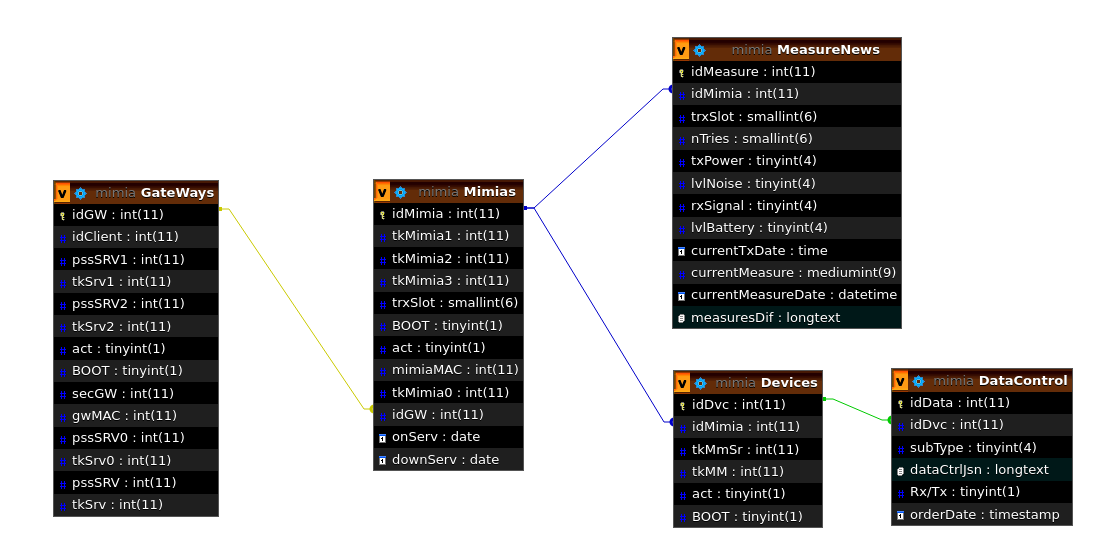 v mimia GateWays
idGW : int(11)
idClient : int(11)
pssSRV1 : int(11)
tkSrv1 : int(11)
pssSRV2 : int(11)
tkSrv2 : int(11)
act : tinyint(1)
BOOT : tinyint(1)
secGW : int(11)
gwMAC : int(11)
pssSRV0 : int(11)
tkSrv0 : int(11)
pssSRV : int(11)
tkSrv : int(11)
v mimia Mimias
idMimia : int(11)
tkMimia1 : int(11)
tkMimia2 : int(11)
tkMimia3 : int(11)
trxSlot : smallint(6)
BOOT : tinyint(1)
act : tinyint(1)
mimiaMAC : int(11)
tkMimia0 : int(11)
idGW : int(11)
onServ : date
downServ : date
v mimia MeasureNews
idMeasure : int(11)
idMimia : int(11)
trxSlot : smallint(6)
nTries : smallint(6)
txPower : tinyint(4)
lvlNoise : tinyint(4)
rxSignal : tinyint(4)
lvlBattery : tinyint(4)
currentTxDate : time
currentMeasure : mediumint(9)
currentMeasureDate : datetime
measuresDif : longtext
v mimia Devices
idDvc : int(11)
idMimia : int(11)
tkMmSr : int(11)
tkMM : int(11)
act : tinyint(1)
BOOT : tinyint(1)
v mimia DataControl
idData : int(11)
idDvc : int(11)
subType : tinyint(4)
dataCtrlJsn : longtext
Rx/Tx : tinyint(1)
orderDate : timestamp